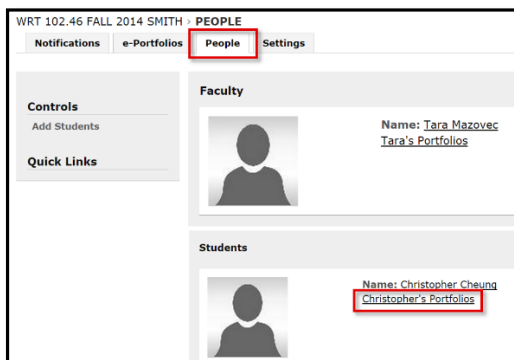 WRT 102.46 FALL 2014 SMITH › PEOPLE
Notifications e-Portfolios People Settings
Controls
Add Students
Quick Links
Faculty
Name: Tara Mazovec
Tara's Portfolios
Students
Name: Christopher Cheung
Christopher's Portfolios